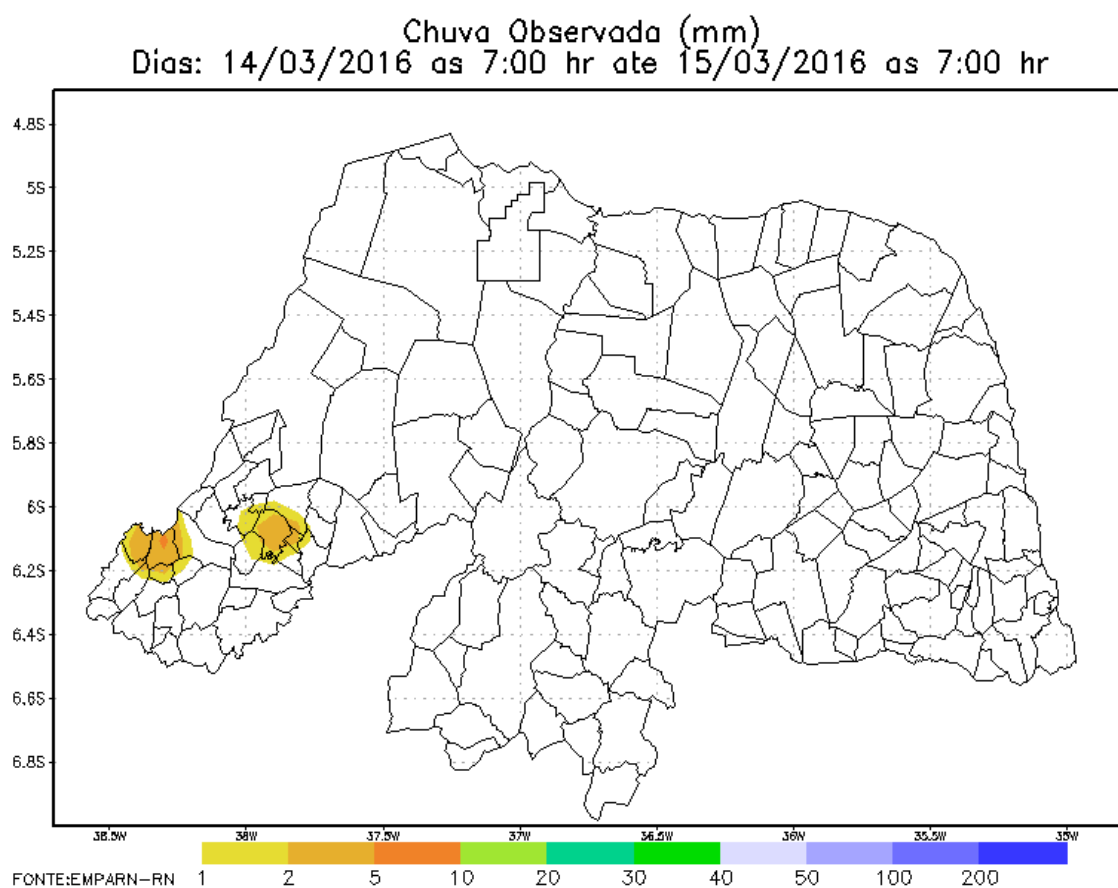 Chuva Observada (mm)
Dias: 14/03/2016 as 7:00 hr ate 15/03/2016 as 7:00 hr
4.8S
5S
5.2S
5.4S
5.6S
5.8S
6S
6.2S
6.4S
6.6S
6.8S
38.5W 38W 37.5W 37W 36.5W 36W 35.5W 35W
FONTE:EMPARN-RN 1 2 5 10 20 30 40 50 100 200